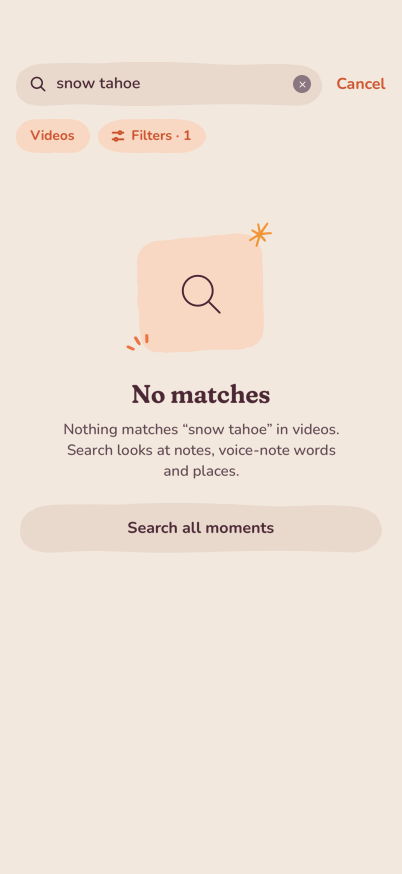 snow tahoe
Cancel
Videos
Filters · 1
No matches
Nothing matches “snow tahoe” in videos.
Search looks at notes, voice-note words
and places.
Search all moments